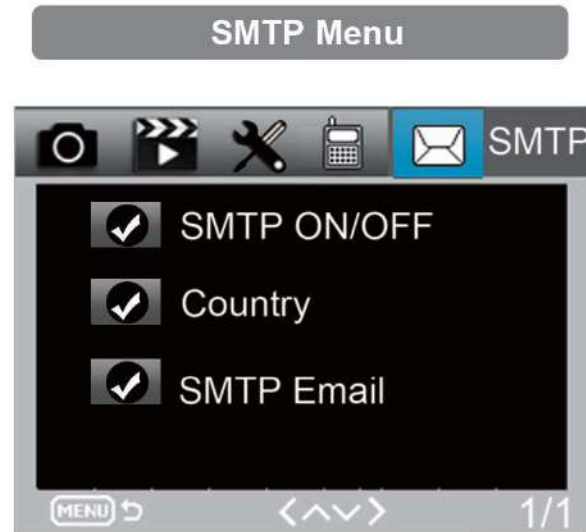 SMTP Menu
SMTP
SMTP ON/OFF
Country
SMTP Email
MENU 1/1